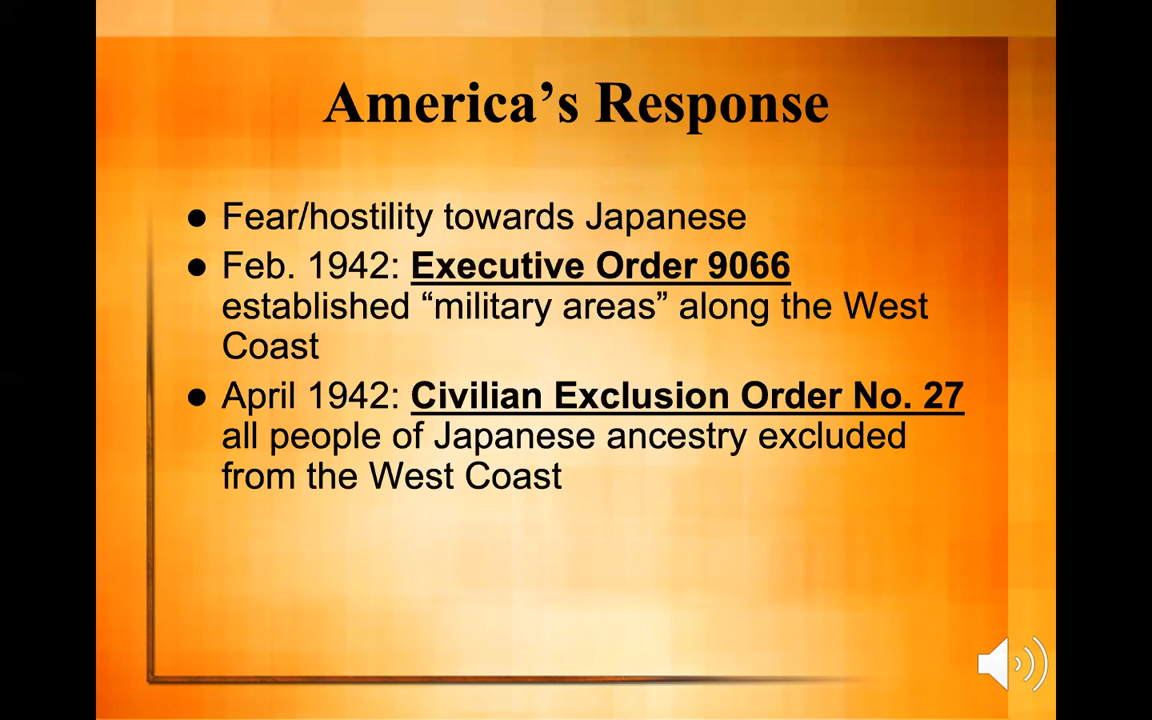 America’s Response
● Fear/hostility towards Japanese
● Feb. 1942: Executive Order 9066
established “military areas” along the West
Coast
● April 1942: Civilian Exclusion Order No. 27
all people of Japanese ancestry excluded
from the West Coast